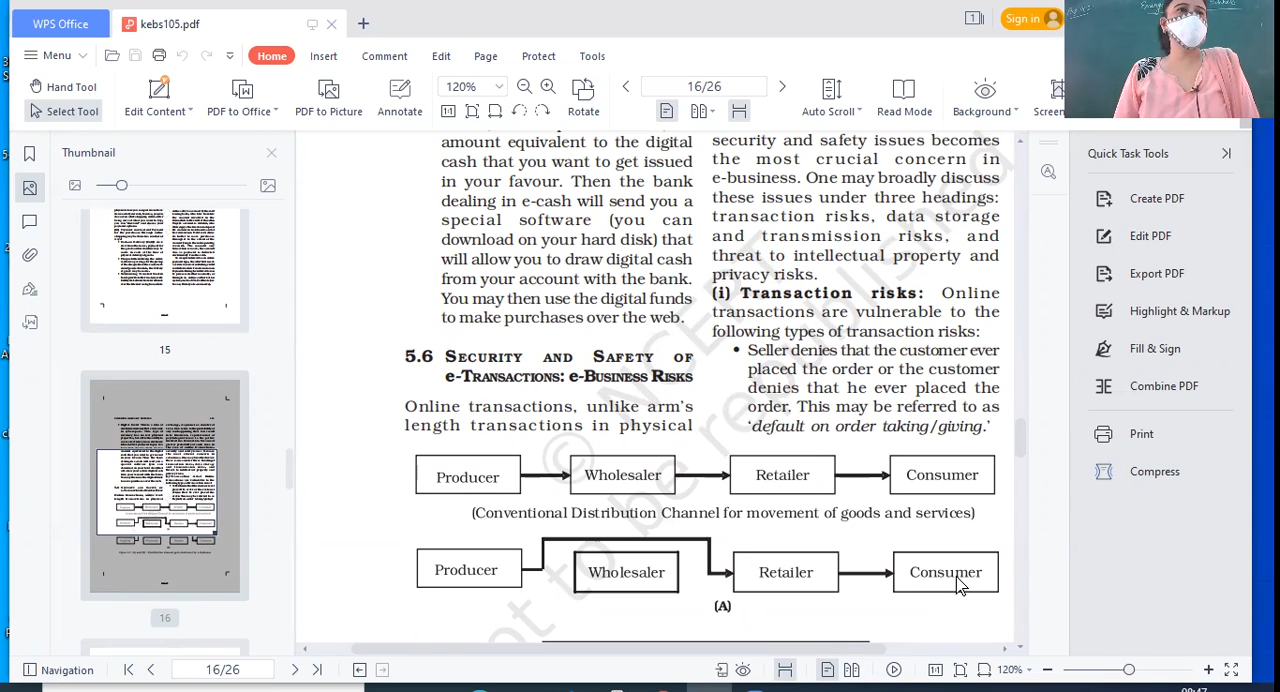 WPS Office
kebs105.pdf
Sign in
Menu
Home
Insert
Comment
Edit
Page
Protect
Tools
Hand Tool
Select Tool
Edit Content
PDF to Office
PDF to Picture
Annotate
120%
Rotate
16/26
Auto Scroll
Read Mode
Background
Screen
Thumbnail
15
16
amount equivalent to the digital
cash that you want to get issued
in your favour. Then the bank
dealing in e-cash will send you a
special software (you can
download on your hard disk) that
will allow you to draw digital cash
from your account with the bank.
You may then use the digital funds
to make purchases over the web.
5.6 SECURITY AND SAFETY OF
e-TRANSACTIONS: e-BUSINESS RISKS
Online transactions, unlike arm's
length transactions in physical
security and safety issues becomes
the most crucial concern in
e-business. One may broadly discuss
these issues under three headings:
transaction risks, data storage
and transmission risks, and
threat to intellectual property and
privacy risks.
(i) Transaction risks: Online
transactions are vulnerable to the
following types of transaction risks:
• Seller denies that the customer ever
placed the order or the customer
denies that he ever placed the
order. This may be referred to as
'default on order taking/giving.'
Producer Wholesaler Retailer Consumer
(Conventional Distribution Channel for movement of goods and services)
Producer Wholesaler Retailer Consumer
(A)
© NCERT
not to be republished
Quick Task Tools
Create PDF
Edit PDF
Export PDF
Highlight & Markup
Fill & Sign
Combine PDF
Print
Compress
Navigation
16/26
120%